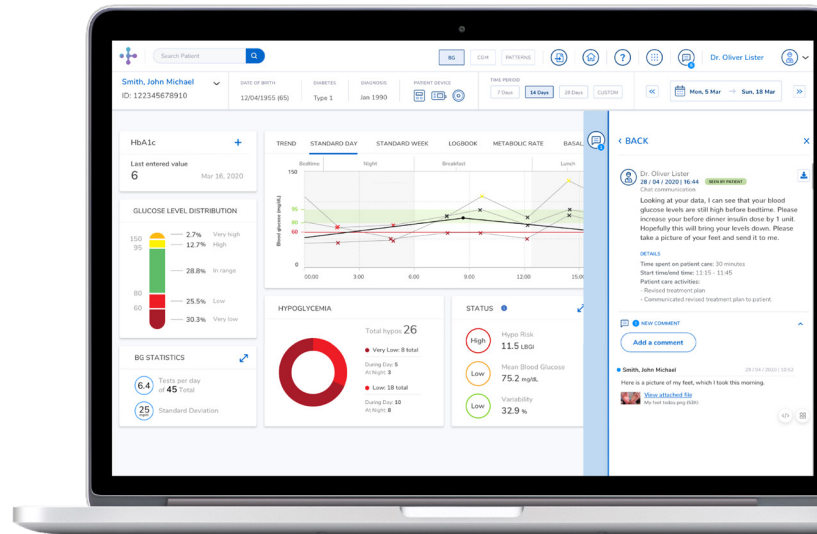 Search Patient
BG
CGM
PATTERNS
?
Dr. Oliver Lister
Smith, John Michael
ID: 122345678910
DATE OF BIRTH
12/04/1955 (65)
DIABETES
Type 1
DIAGNOSIS
Jan 1990
PATIENT DEVICE
TIME PERIOD
7 Days
14 Days
28 Days
CUSTOM
Mon, 5 Mar → Sun, 18 Mar
HbA1c +
Last entered value
6 Mar 16, 2020
GLUCOSE LEVEL DISTRIBUTION
150
95
80
60
2.7% Very high
12.7% High
28.8% In range
25.5% Low
30.3% Very low
BG STATISTICS
6.4
Tests per day
of 45 Total
25
mg/dL
Standard Deviation
TREND
STANDARD DAY
STANDARD WEEK
LOGBOOK
METABOLIC RATE
BASAL
Bedtime
Night
Breakfast
Lunch
Blood glucose (mg/dL)
150
95
80
60
0
00:00
3:00
6:00
9:00
12:00
15:00
HYPOGLYCEMIA
Total hypos 26
Very Low: 8 total
During Day: 5
At Night: 3
Low: 18 total
During Day: 10
At Night: 8
STATUS
High
Hypo Risk
11.5 LBGI
Low
Mean Blood Glucose
75.2 mg/dL
Low
Variability
32.9 %
< BACK X
Dr. Oliver Lister
28 / 04 / 2020 | 16:44 SEEN BY PATIENT
Chat communication
Looking at your data, I can see that your blood
glucose levels are still high before bedtime. Please
increase your before dinner insulin dose by 1 unit.
Hopefully this will bring your levels down. Please
take a picture of your feet and send it to me.
DETAILS
Time spent on patient care: 30 minutes
Start time/end time: 11:15 - 11:45
Patient care activities:
- Revised treatment plan
- Communicated revised treatment plan to patient
1 NEW COMMENT
Add a comment
Smith, John Michael
Here is a picture of my feet, which I took this morning.
View attached file